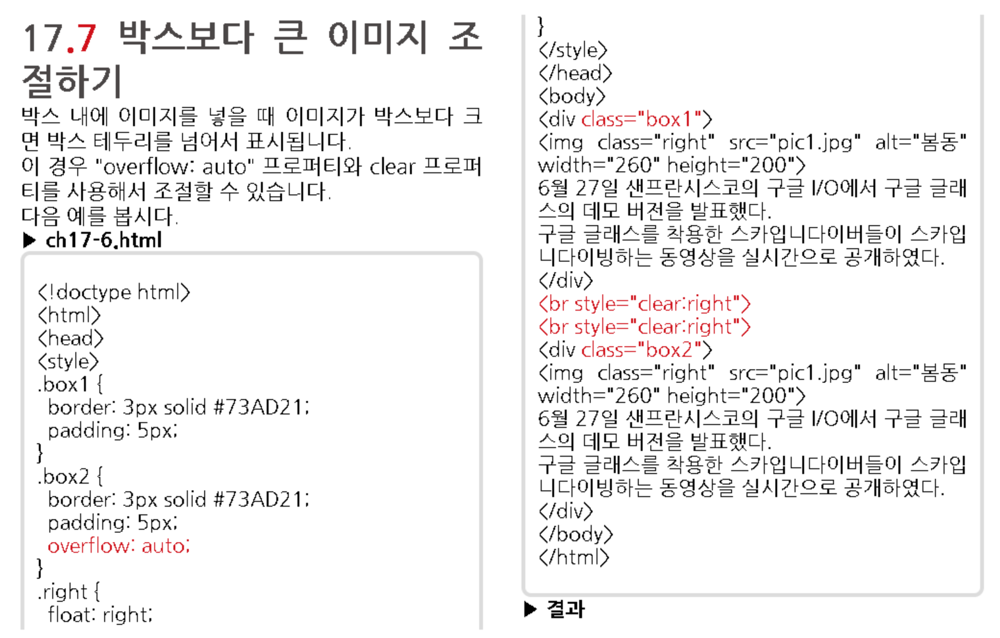 17.7 박스보다 큰 이미지 조
절하기
박스 내에 이미지를 넣을 때 이미지가 박스보다 크
면 박스 테두리를 넘어서 표시됩니다.
이 경우 "overflow: auto" 프로퍼티와 clear 프로퍼
티를 사용해서 조절할 수 있습니다.
다음 예를 봅시다.
▶ ch17-6.html
<!doctype html>
<html>
<head>
<style>
.box1 {
border: 3px solid #73AD21;
padding: 5px;
}
.box2 {
border: 3px solid #73AD21;
padding: 5px;
overflow: auto;
}
.right {
float: right;
}
</style>
</head>
<body>
<div class="box1">
<img class="right" src="pic1.jpg" alt="봄동"
width="260" height="200">
6월 27일 샌프란시스코의 구글 I/O에서 구글 글래
스의 데모 버전을 발표했다.
구글 글래스를 착용한 스카입니다이버들이 스카입
니다이빙하는 동영상을 실시간으로 공개하였다.
</div>
<br style="clear:right">
<br style="clear:right">
<div class="box2">
<img class="right" src="pic1.jpg" alt="봄동"
width="260" height="200">
6월 27일 샌프란시스코의 구글 I/O에서 구글 글래
스의 데모 버전을 발표했다.
구글 글래스를 착용한 스카입니다이버들이 스카입
니다이빙하는 동영상을 실시간으로 공개하였다.
</div>
</body>
</html>
▶ 결과